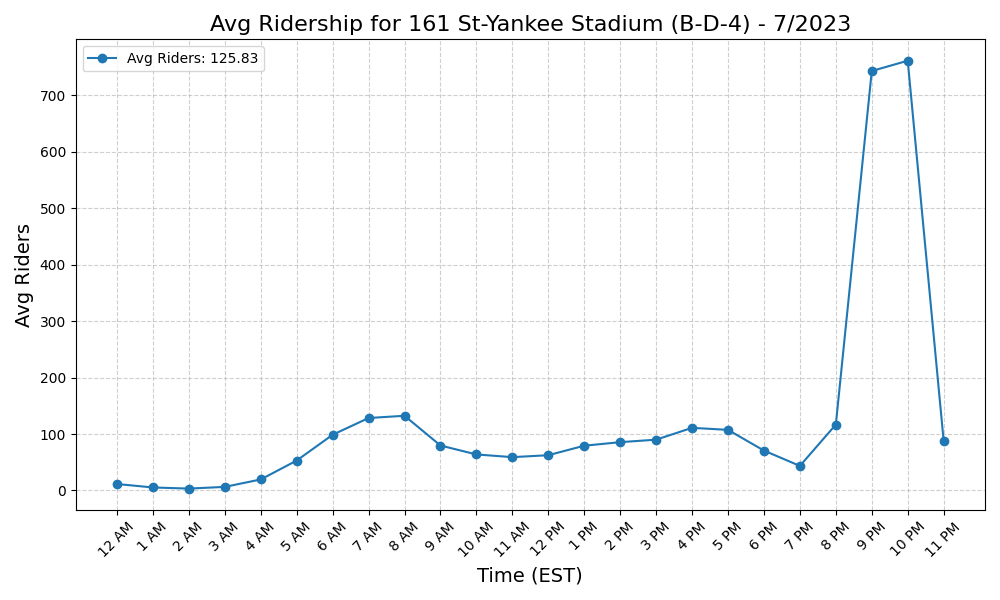 Avg Ridership for 161 St-Yankee Stadium (B-D-4) - 7/2023
Avg Riders: 125.83
Avg Riders
700
600
500
400
300
200
100
0
12 AM
1 AM
2 AM
3 AM
4 AM
5 AM
6 AM
7 AM
8 AM
9 AM
10 AM
11 AM
12 PM
1 PM
2 PM
3 PM
4 PM
5 PM
6 PM
7 PM
8 PM
9 PM
10 PM
11 PM
Time (EST)